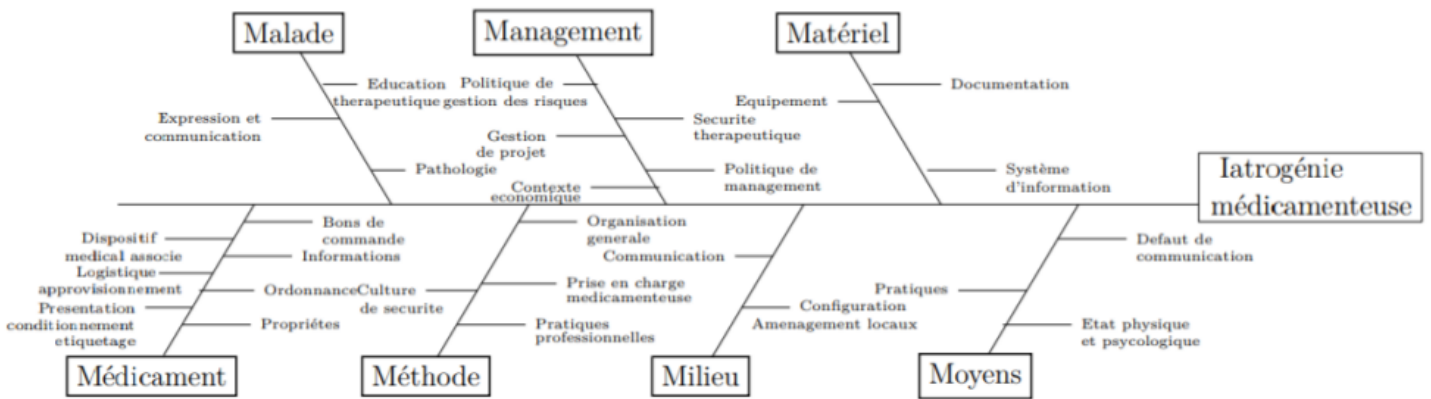 Malade
Management
Matériel
Education
therapeutique
Politique de
gestion des risques
Documentation
Equipement
Expression et
communication
Securite
therapeutique
Gestion
de projet
Pathologie
Politique de
management
Système
d'information
Contexte
economique
Iatrogénie
médicamenteuse
Bons de
commande
Organisation
generale
Dispositif
medical associe
Defaut de
communication
Informations
Communication
Logistique
approvisionnement
Ordonnance
Culture
de securite
Prise en charge
medicamenteuse
Pratiques
Presentation
conditionnement
etiquetage
Configuration
Amenagement locaux
Propriétes
Pratiques
professionnelles
Etat physique
et psycologique
Médicament
Méthode
Milieu
Moyens